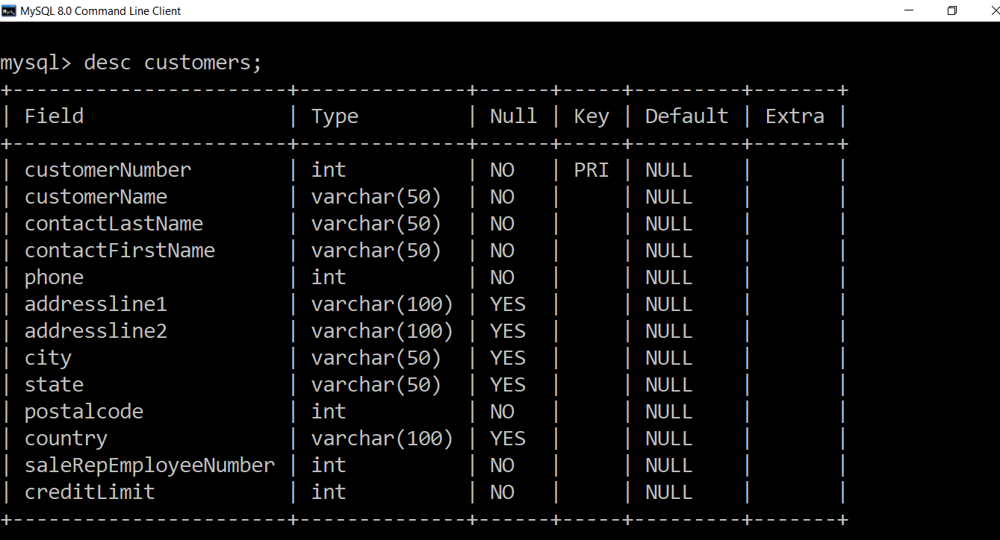 MySQL 8.0 Command Line Client
mysql> desc customers;
+-----------------------+--------------+------+-----+---------+-------+
| Field                 | Type         | Null | Key | Default | Extra |
+-----------------------+--------------+------+-----+---------+-------+
| customerNumber        | int          | NO   | PRI | NULL    |       |
| customerName          | varchar(50)  | NO   |     | NULL    |       |
| contactLastName       | varchar(50)  | NO   |     | NULL    |       |
| contactFirstName      | varchar(50)  | NO   |     | NULL    |       |
| phone                 | int          | NO   |     | NULL    |       |
| addressline1          | varchar(100) | YES  |     | NULL    |       |
| addressline2          | varchar(100) | YES  |     | NULL    |       |
| city                  | varchar(50)  | YES  |     | NULL    |       |
| state                 | varchar(50)  | YES  |     | NULL    |       |
| postalcode            | int          | NO   |     | NULL    |       |
| country               | varchar(100) | YES  |     | NULL    |       |
| saleRepEmployeeNumber | int          | NO   |     | NULL    |       |
| creditLimit           | int          | NO   |     | NULL    |       |
+-----------------------+--------------+------+-----+---------+-------+